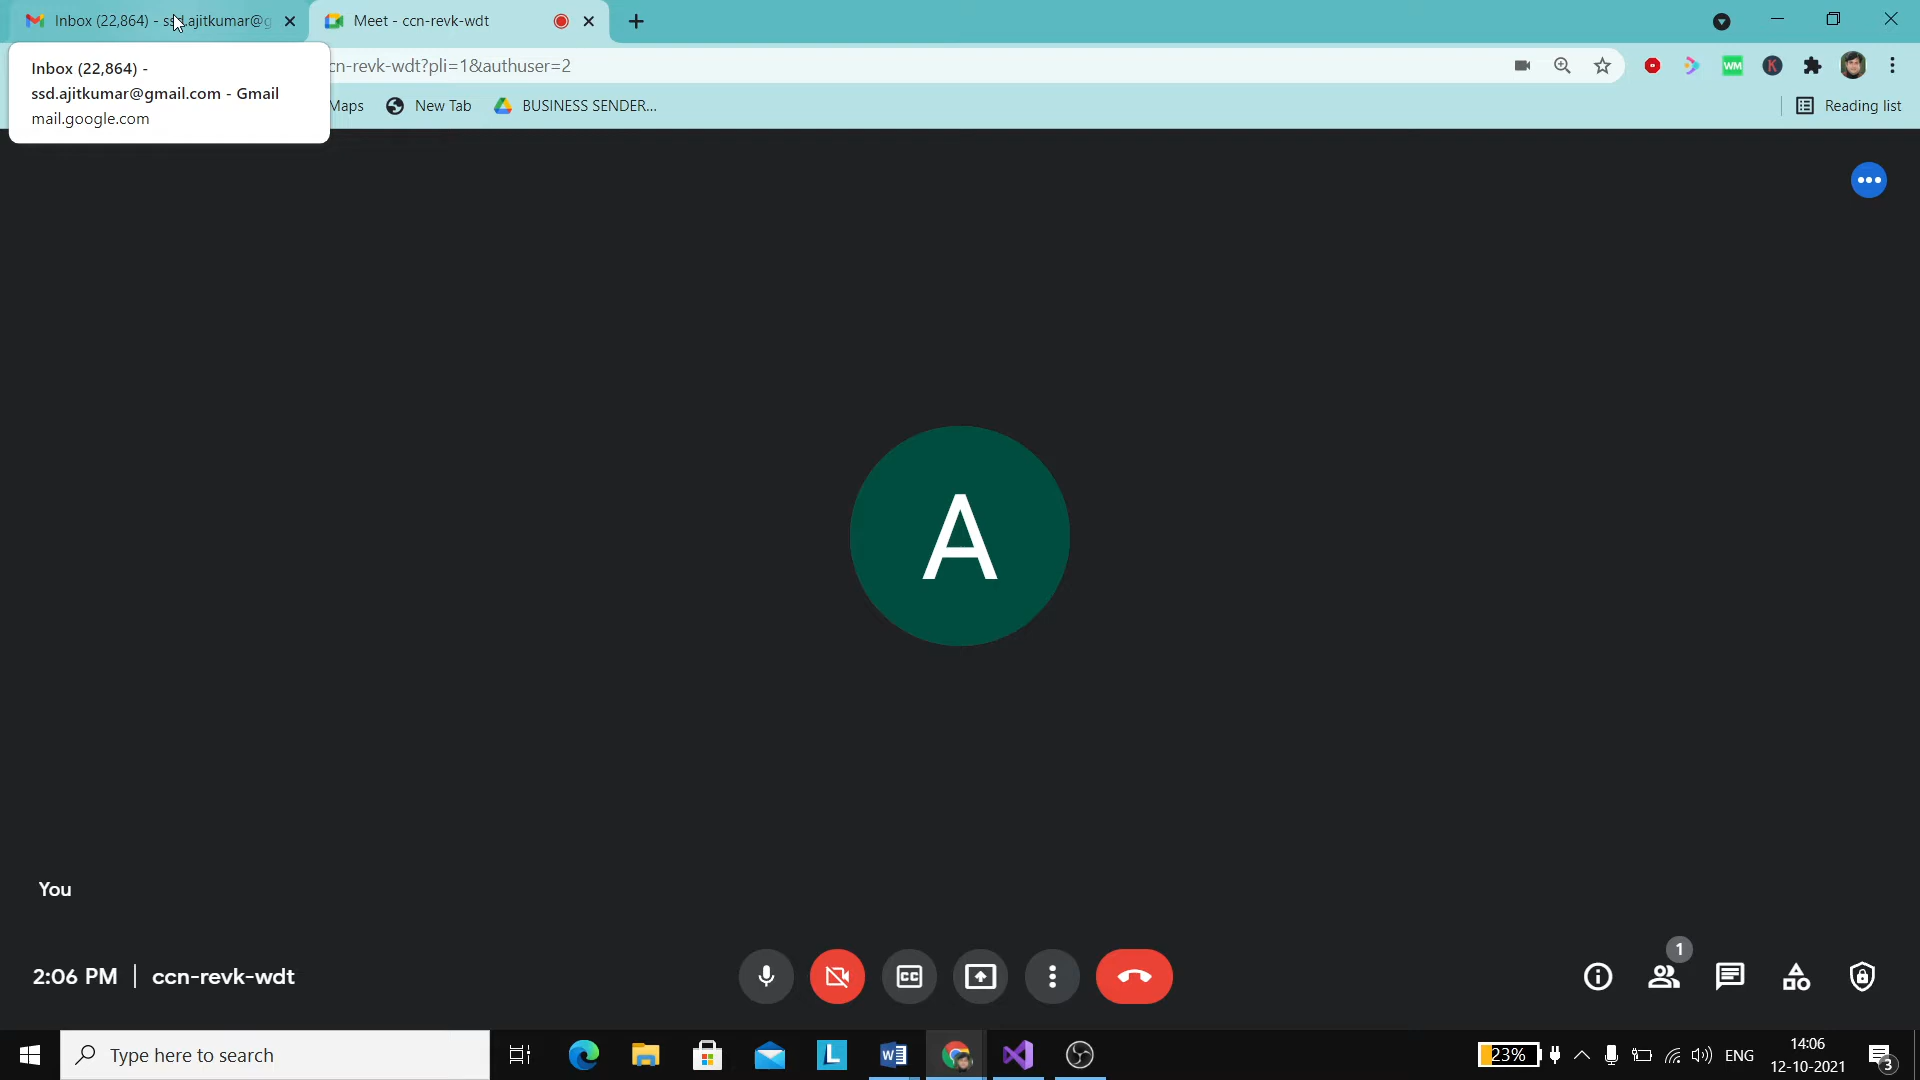 Inbox (22,864) - ssd.ajitkumar@g
Meet - ccn-revk-wdt
Inbox (22,864) -
ssd.ajitkumar@gmail.com - Gmail
mail.google.com
cn-revk-wdt?pli=1&authuser=2
WM
K
Maps
New Tab
BUSINESS SENDER...
Reading list
A
You
2:06 PM
ccn-revk-wdt
CC
1
Type here to search
L
W
23%
ENG
14:06
12-10-2021
3